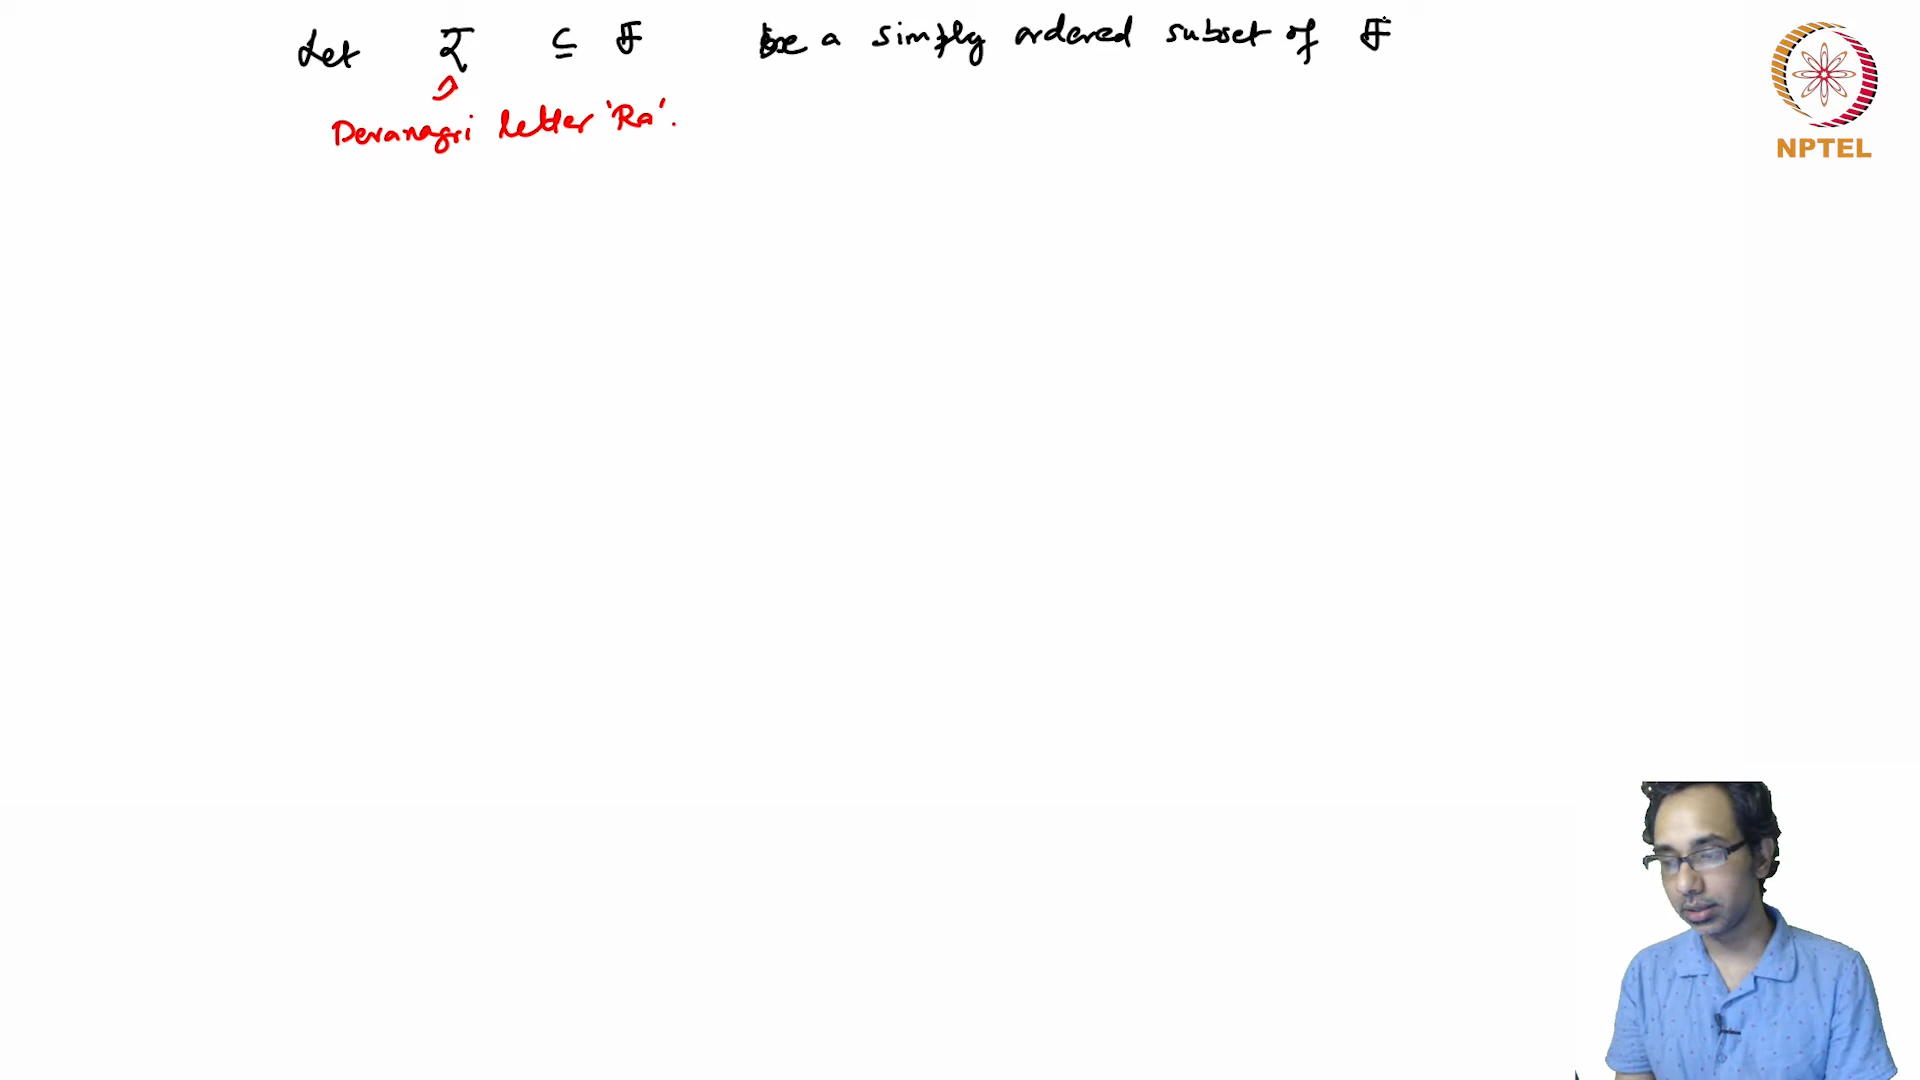 Let र ⊆ 𝔽 be a simply ordered subset of 𝔽
Devanagri letter 'Ra'.
NPTEL